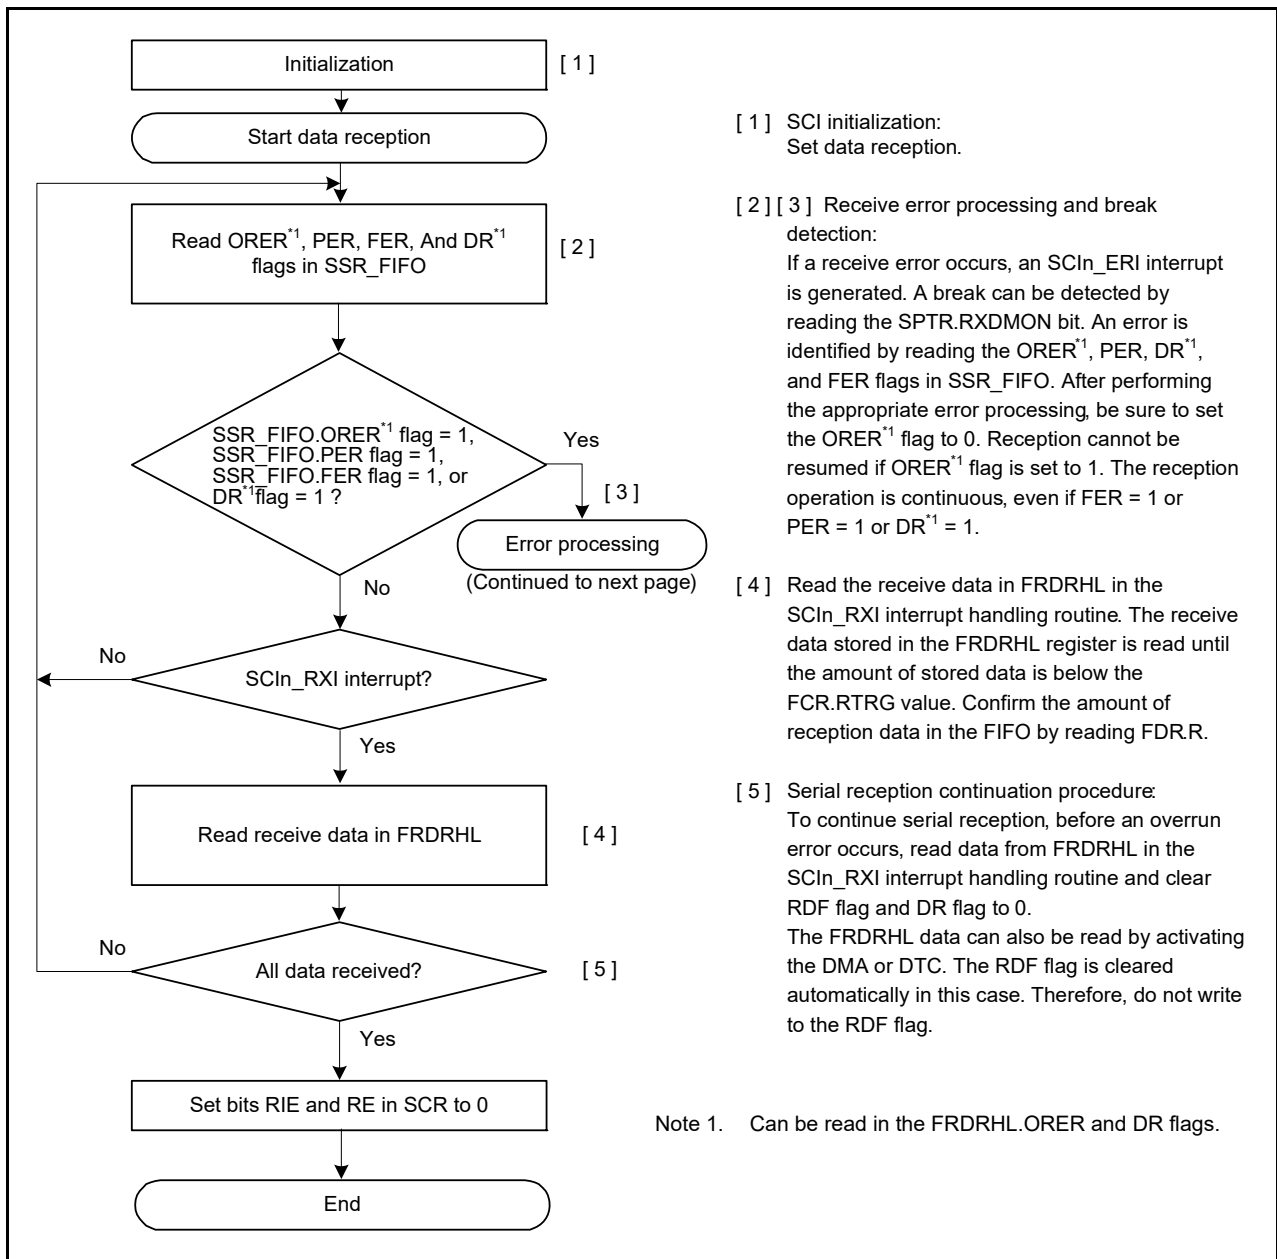 Initialization
[ 1 ]
Start data reception
Read ORER*1, PER, FER, And DR*1
flags in SSR_FIFO
[ 2 ]
SSR_FIFO.ORER*1 flag = 1,
SSR_FIFO.PER flag = 1,
SSR_FIFO.FER flag = 1, or
DR*1flag = 1 ?
Yes
[ 3 ]
Error processing
(Continued to next page)
No
SCIn_RXI interrupt?
No
Yes
Read receive data in FRDRHL
[ 4 ]
All data received?
[ 5 ]
No
Yes
Set bits RIE and RE in SCR to 0
End
[ 1 ] SCI initialization:
Set data reception.
[ 2 ] [ 3 ] Receive error processing and break
detection:
If a receive error occurs, an SCIn_ERI interrupt
is generated. A break can be detected by
reading the SPTR.RXDMON bit. An error is
identified by reading the ORER*1, PER, DR*1,
and FER flags in SSR_FIFO. After performing
the appropriate error processing, be sure to set
the ORER*1 flag to 0. Reception cannot be
resumed if ORER*1 flag is set to 1. The reception
operation is continuous, even if FER = 1 or
PER = 1 or DR*1 = 1.
[ 4 ] Read the receive data in FRDRHL in the
SCIn_RXI interrupt handling routine. The receive
data stored in the FRDRHL register is read until
the amount of stored data is below the
FCR.RTRG value. Confirm the amount of
reception data in the FIFO by reading FDR.R.
[ 5 ] Serial reception continuation procedure:
To continue serial reception, before an overrun
error occurs, read data from FRDRHL in the
SCIn_RXI interrupt handling routine and clear
RDF flag and DR flag to 0.
The FRDRHL data can also be read by activating
the DMA or DTC. The RDF flag is cleared
automatically in this case. Therefore, do not write
to the RDF flag.
Note 1. Can be read in the FRDRHL.ORER and DR flags.